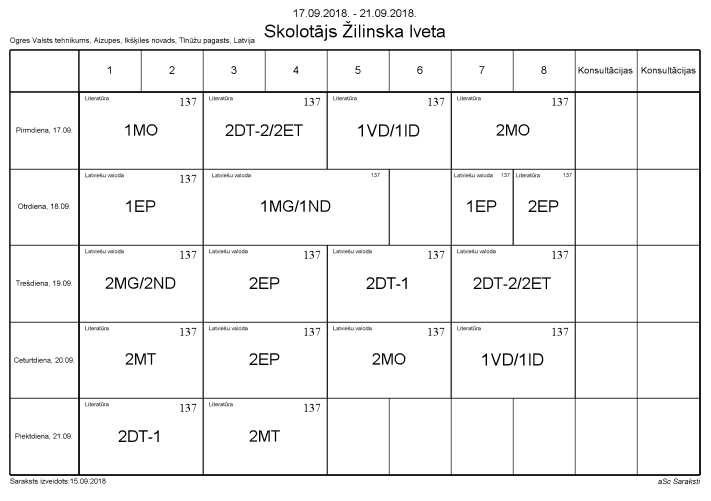 17.09.2018. - 21.09.2018.
Ogres Valsts tehnikums, Aizupes, Ikšķiles novads, Tīnūžu pagasts, Latvija
Skolotājs Žilinska Iveta
1 2 3 4 5 6 7 8 Konsultācijas Konsultācijas
Literatūra 137 Literatūra 137 Literatūra 137 Literatūra 137
Pirmdiena, 17.09. 1MO 2DT-2/2ET 1VD/1ID 2MO
Latviešu valoda 137 Latviešu valoda 137 Latviešu valoda 137 Literatūra 137
Otrdiena, 18.09. 1EP 1MG/1ND 1EP 2EP
Latviešu valoda 137 Latviešu valoda 137 Latviešu valoda 137 Latviešu valoda 137
Trešdiena, 19.09. 2MG/2ND 2EP 2DT-1 2DT-2/2ET
Literatūra 137 Latviešu valoda 137 Latviešu valoda 137 Literatūra 137
Ceturtdiena, 20.09. 2MT 2EP 2MO 1VD/1ID
Literatūra 137 Literatūra 137
Piektdiena, 21.09. 2DT-1 2MT
Saraksts izveidots:15.09.2018 aSc Saraksti